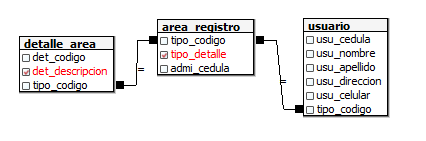 detalle_area
det_codigo
det_descripcion
tipo_codigo
=
area_registro
tipo_codigo
tipo_detalle
admi_cedula
=
usuario
usu_cedula
usu_nombre
usu_apellido
usu_direccion
usu_celular
tipo_codigo